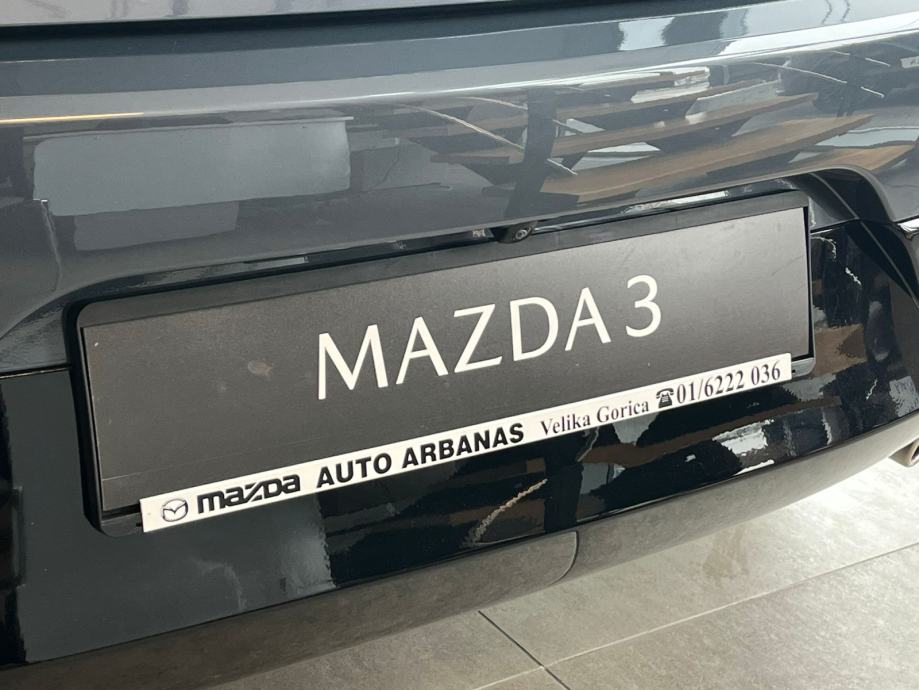 MAZDA 3
mazda AUTO ARBANAS Velika Gorica ☎01/6222 036